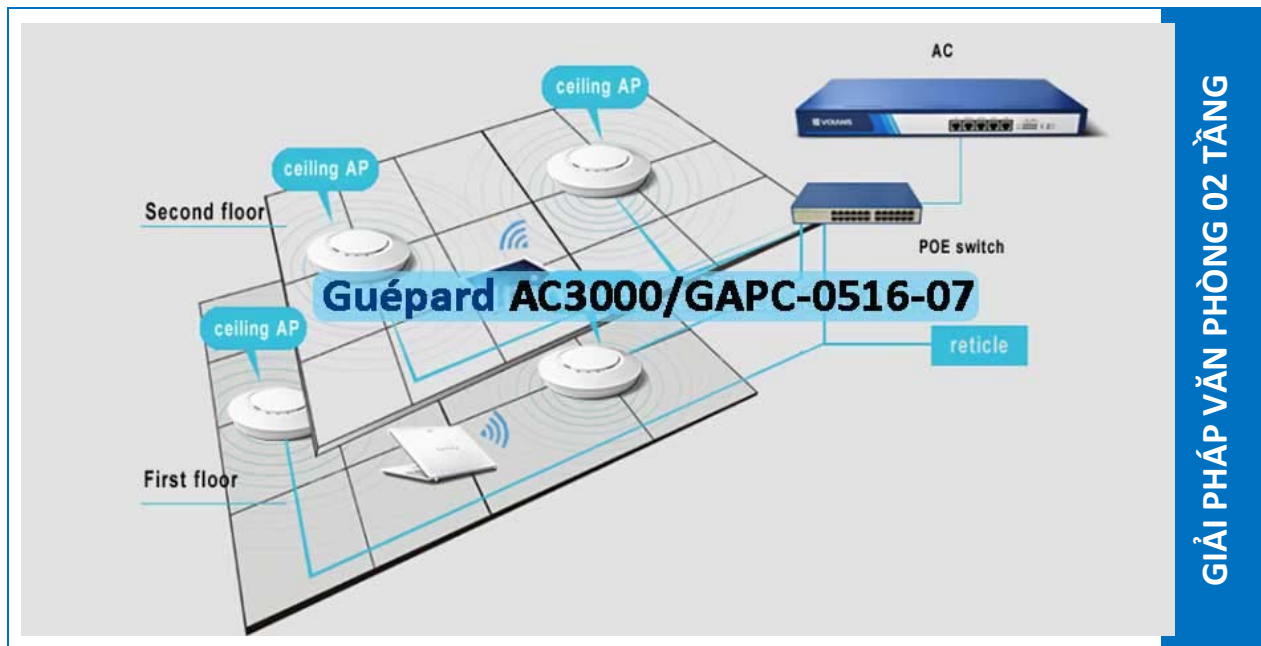 AC
ceiling AP
VOLANS
ceiling AP
Second floor
POE switch
Guépard AC3000/GAPC-0516-07
ceiling AP
reticle
First floor
GIẢI PHÁP VĂN PHÒNG 02 TẦNG